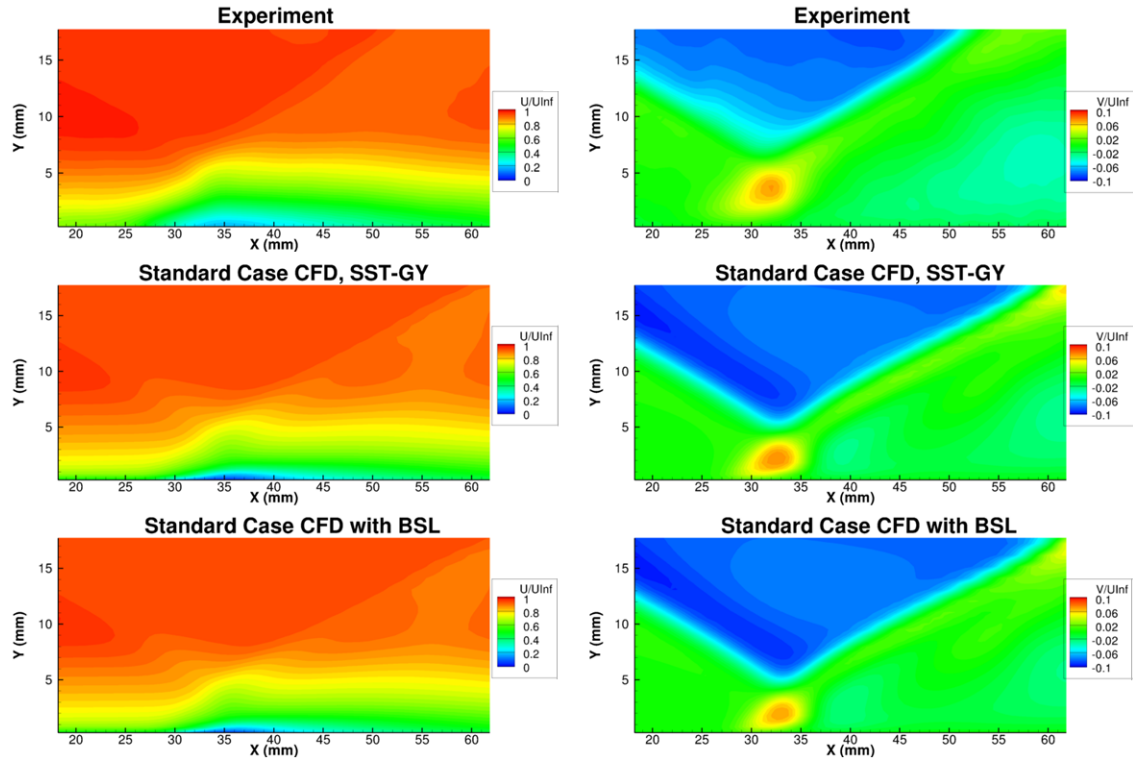 Experiment
Y (mm)
15
10
5
20 25 30 35 40 45 50 55 60
X (mm)
U/UInf
1
0.8
0.6
0.4
0.2
0
Experiment
Y (mm)
15
10
5
20 25 30 35 40 45 50 55 60
X (mm)
V/UInf
0.1
0.06
0.02
-0.02
-0.06
-0.1
Standard Case CFD, SST-GY
Y (mm)
15
10
5
20 25 30 35 40 45 50 55 60
X (mm)
U/UInf
1
0.8
0.6
0.4
0.2
0
Standard Case CFD, SST-GY
Y (mm)
15
10
5
20 25 30 35 40 45 50 55 60
X (mm)
V/UInf
0.1
0.06
0.02
-0.02
-0.06
-0.1
Standard Case CFD with BSL
Y (mm)
15
10
5
20 25 30 35 40 45 50 55 60
X (mm)
U/UInf
1
0.8
0.6
0.4
0.2
0
Standard Case CFD with BSL
Y (mm)
15
10
5
20 25 30 35 40 45 50 55 60
X (mm)
V/UInf
0.1
0.06
0.02
-0.02
-0.06
-0.1